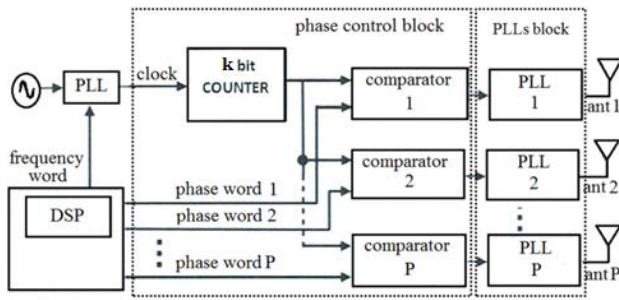 phase control block
PLLs block
PLL
clock
k bit
COUNTER
comparator
1
PLL
1
ant 1
frequency
word
DSP
phase word 1
phase word 2
phase word P
comparator
2
PLL
2
ant 2
comparator
P
PLL
P
ant P